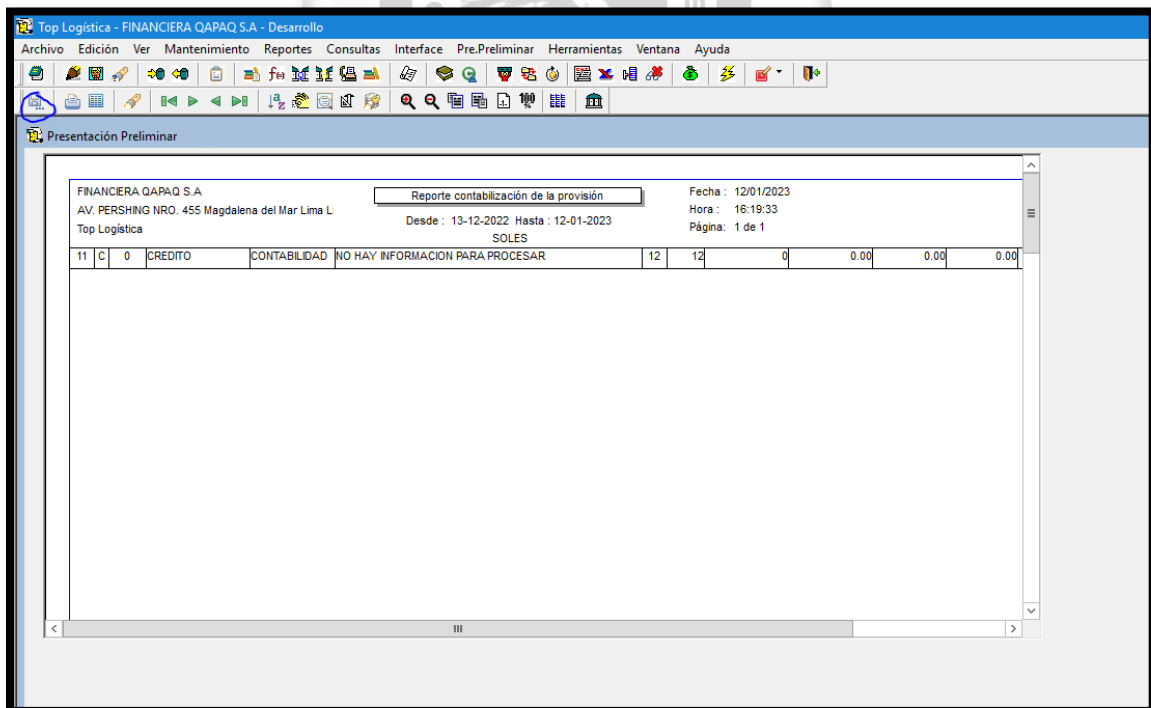 Top Logística - FINANCIERA QAPAQ S.A - Desarrollo
Archivo Edición Ver Mantenimiento Reportes Consultas Interface Pre.Preliminar Herramientas Ventana Ayuda
Presentación Preliminar
FINANCIERA QAPAQ S.A Reporte contabilización de la provisión Fecha : 12/01/2023
AV. PERSHING NRO. 455 Magdalena del Mar Lima L Desde : 13-12-2022 Hasta : 12-01-2023 Hora : 16:19:33
Top Logística SOLES Página: 1 de 1
11 C 0 CREDITO CONTABILIDAD NO HAY INFORMACION PARA PROCESAR 12 12 0 0.00 0.00 0.00